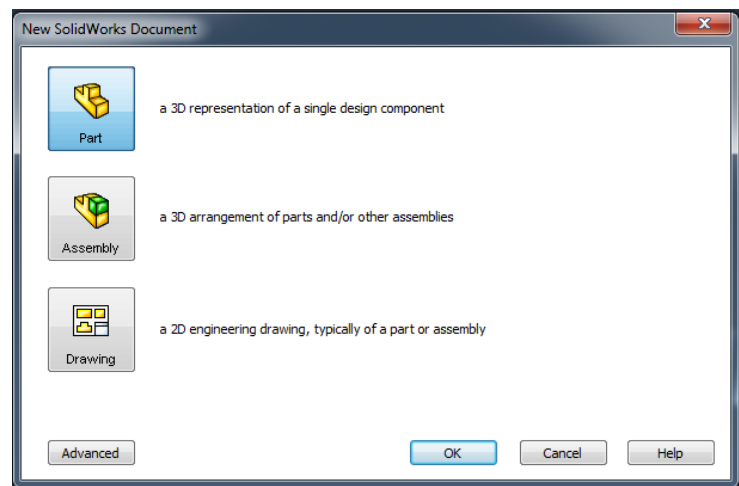 New SolidWorks Document
Part
a 3D representation of a single design component
Assembly
a 3D arrangement of parts and/or other assemblies
Drawing
a 2D engineering drawing, typically of a part or assembly
Advanced
OK
Cancel
Help